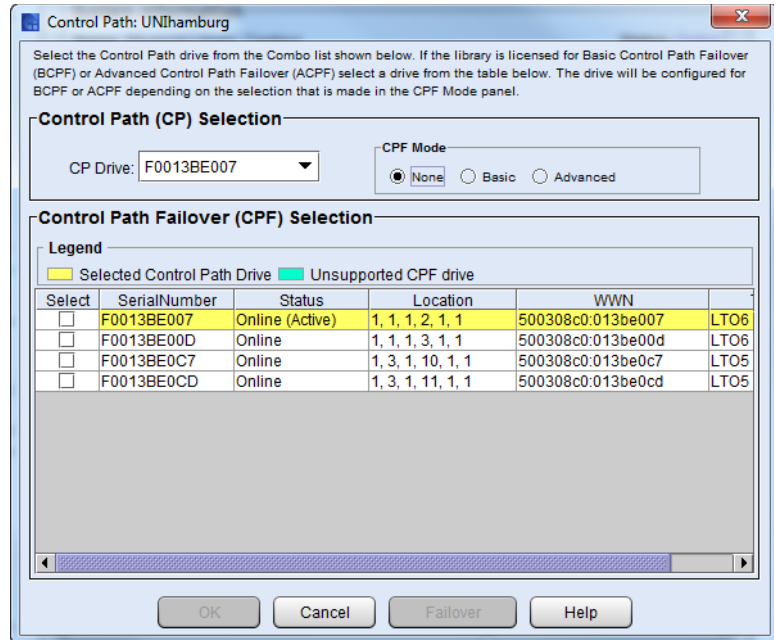 Control Path: UNIhamburg
Select the Control Path drive from the Combo list shown below. If the library is licensed for Basic Control Path Failover
(BCPF) or Advanced Control Path Failover (ACPF) select a drive from the table below. The drive will be configured for
BCPF or ACPF depending on the selection that is made in the CPF Mode panel.
Control Path (CP) Selection
CP Drive: F0013BE007
CPF Mode
None Basic Advanced
Control Path Failover (CPF) Selection
Legend
Selected Control Path Drive Unsupported CPF drive
Select SerialNumber Status Location WWN
F0013BE007 Online (Active) 1, 1, 1, 2, 1, 1 500308c0:013be007 LTO6
F0013BE00D Online 1, 1, 1, 3, 1, 1 500308c0:013be00d LTO6
F0013BE0C7 Online 1, 3, 1, 10, 1, 1 500308c0:013be0c7 LTO5
F0013BE0CD Online 1, 3, 1, 11, 1, 1 500308c0:013be0cd LTO5
OK Cancel Failover Help